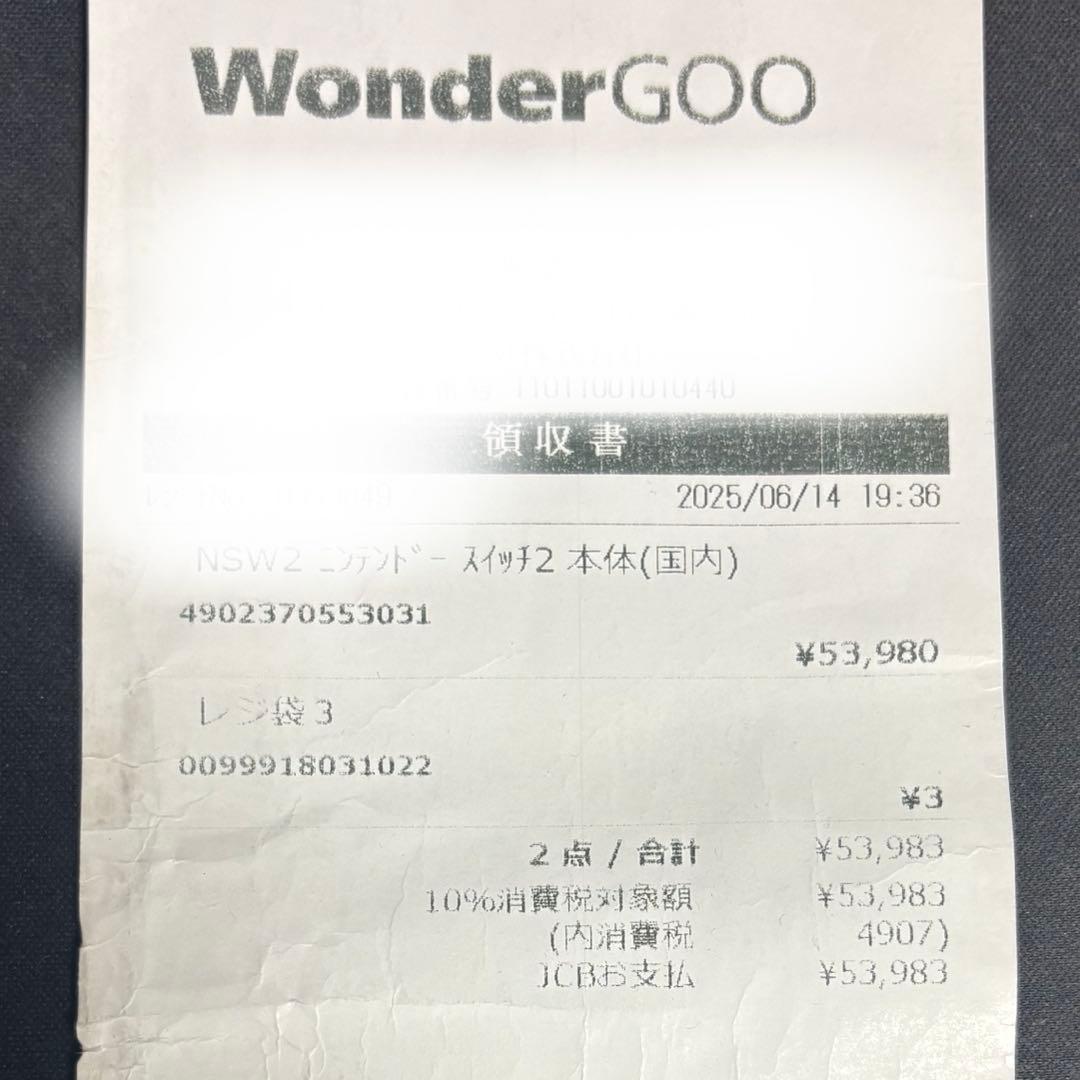 WonderGOO
11011001010440
領収書
2025/06/14 19:36
NSW2 ﾆﾝﾃﾝﾄﾞｰ ｽｲｯﾁ2 本体(国内)
4902370553031
¥53,980
レジ袋3
0099918031022
¥3
2点 / 合計 ¥53,983
10%消費税対象額 ¥53,983
(内消費税 4907)
JCBお支払 ¥53,983